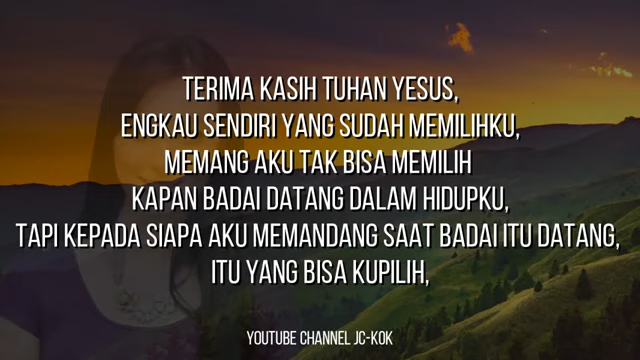 TERIMA KASIH TUHAN YESUS,
ENGKAU SENDIRI YANG SUDAH MEMILIHKU,
MEMANG AKU TAK BISA MEMILIH
KAPAN BADAI DATANG DALAM HIDUPKU,
TAPI KEPADA SIAPA AKU MEMANDANG SAAT BADAI ITU DATANG,
ITU YANG BISA KUPILIH,
YOUTUBE CHANNEL JC-KOK